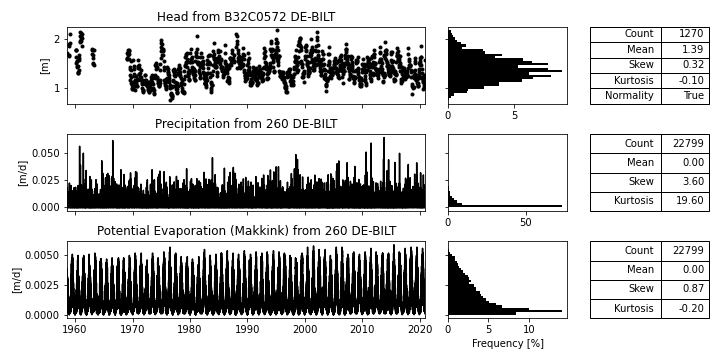 Head from B32C0572 DE-BILT
2
1
[m]
0 5
Count 1270
Mean 1.39
Skew 0.32
Kurtosis -0.10
Normality True
Precipitation from 260 DE-BILT
0.050
0.025
0.000
[m/d]
0 50
Count 22799
Mean 0.00
Skew 3.60
Kurtosis 19.60
Potential Evaporation (Makkink) from 260 DE-BILT
0.0050
0.0025
0.0000
[m/d]
1960 1970 1980 1990 2000 2010 2020
0 5 10
Frequency [%]
Count 22799
Mean 0.00
Skew 0.87
Kurtosis -0.20